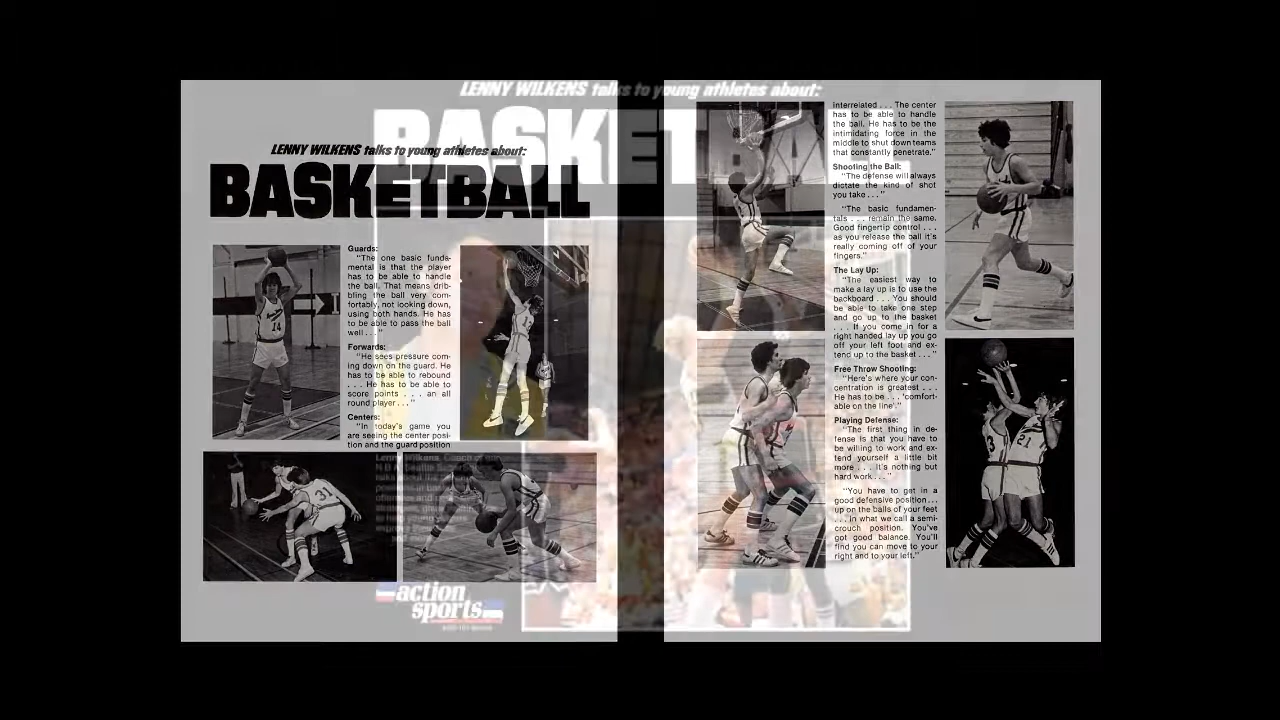 LENNY WILKENS talks to young athletes about:
BASKETBALL
LENNY WILKENS talks to young athletes about:
BASKETBALL
Guards:
"The one basic funda-
mental is that the player
has to be able to handle
the ball. That means drib-
bling the ball very com-
fortably, not looking down,
using both hands. He has
to be able to pass the ball
well . . ."
Forwards:
"He sees pressure com-
ing down on the guard. He
has to be able to rebound
. . . He has to be able to
score points . . . an all
round player . . ."
Centers:
"In today's game you
are seeing the center posi-
tion and the guard position
Lenny Wilkens, Coach of
action
sports
14
31
interrelated . . . The center
has to be able to handle
the ball. He has to be the
intimidating force in the
middle to shut down teams
that constantly penetrate."
Shooting the Ball:
"The defense will always
dictate the kind of shot
you take . . ."
"The basic fundamen-
tals . . . remain the same.
Good fingertip control . . .
as you release the ball it's
really coming off of your
fingers."
The Lay Up:
"The easiest way to
make a lay up is to use the
backboard . . . You should
be able to take one step
and go up to the basket
. . . If you come in for a
right handed lay up you go
off your left foot and ex-
tend up to the basket . . ."
Free Throw Shooting:
"Here's where your con-
centration is greatest . . .
He has to be . . . 'comfort-
able on the line'."
Playing Defense:
"The first thing in de-
fense is that you have to
be willing to work and ex-
tend yourself a little bit
more . . . It's nothing but
hard work . . ."
"You have to get in a
good defensive position . . .
up on the balls of your feet
. . . in what we call a semi-
crouch position. You've
got good balance. You'll
find you can move to your
right and to your left."
21